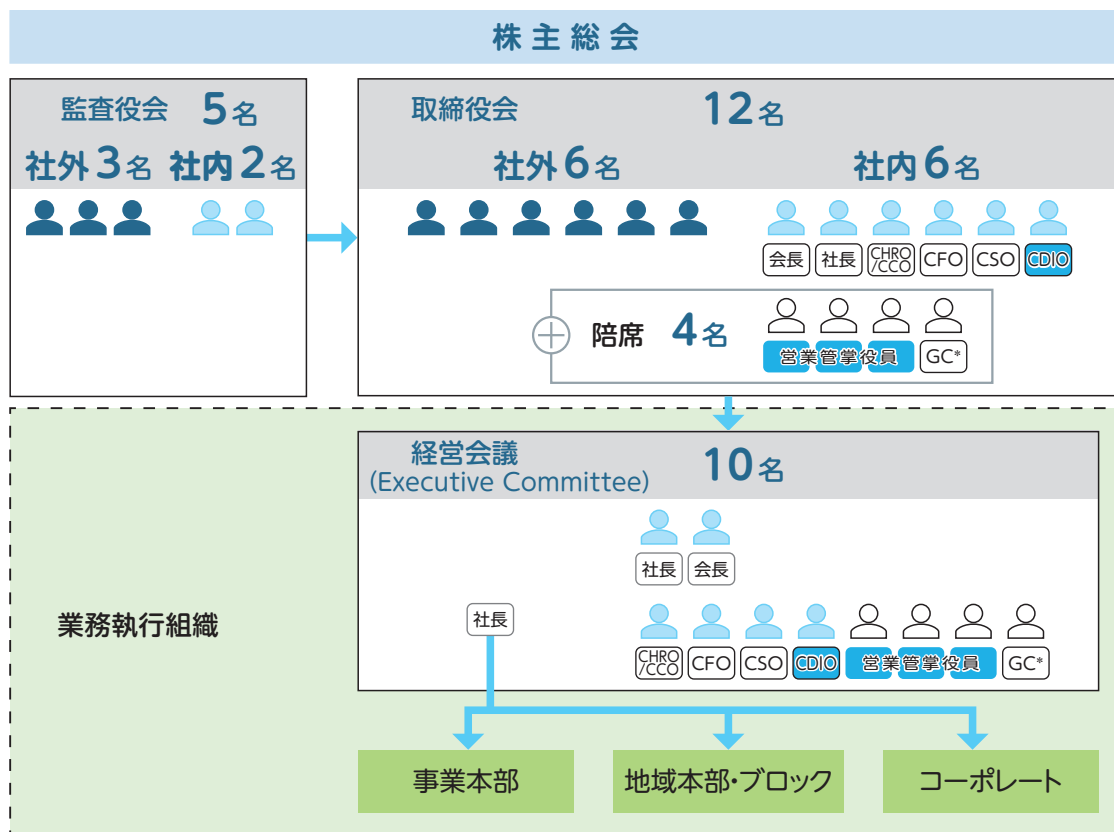 株主総会
監査役会 5名
社外3名 社内2名
取締役会 12名
社外6名 社内6名
会長 社長 CHRO/CCO CFO CSO CDIO
陪席 4名
営業管掌役員 GC*
業務執行組織
経営会議 10名
(Executive Committee)
社長 会長
社長
CHRO/CCO CFO CSO CDIO 営業管掌役員 GC*
事業本部 地域本部・ブロック コーポレート